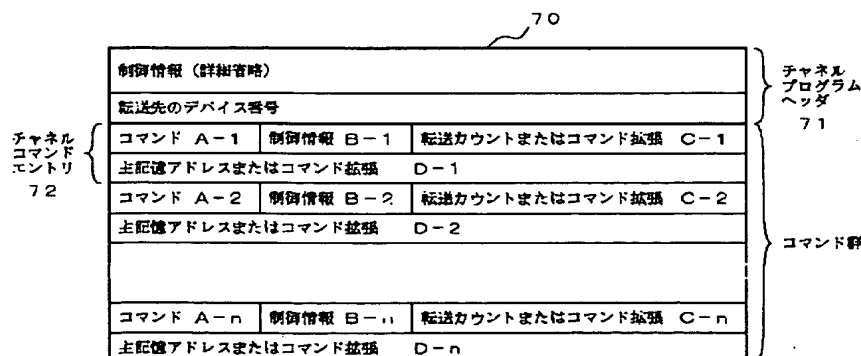 70
制御情報（詳細省略）
転送先のデバイス番号
チャネル
プログラム
ヘッダ
71
チャネル
コマンド
エントリ
72
コマンド A－1 制御情報 B－1 転送カウントまたはコマンド拡張 C－1
主記憶アドレスまたはコマンド拡張 D－1
コマンド A－2 制御情報 B－2 転送カウントまたはコマンド拡張 C－2
主記憶アドレスまたはコマンド拡張 D－2
コマンド群
コマンド A－n 制御情報 B－n 転送カウントまたはコマンド拡張 C－n
主記憶アドレスまたはコマンド拡張 D－n